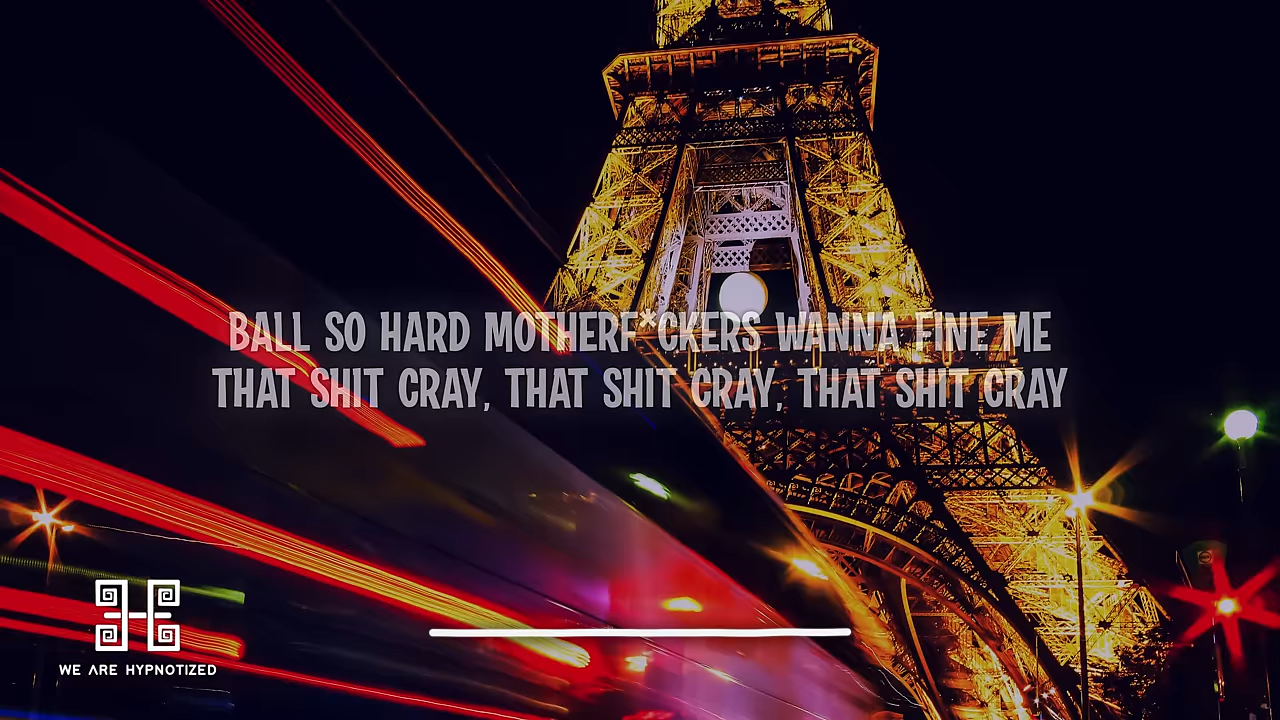 BALL SO HARD MOTHERF*CKERS WANNA FINE ME
THAT SHIT CRAY, THAT SHIT CRAY, THAT SHIT CRAY
WE ARE HYPNOTIZED